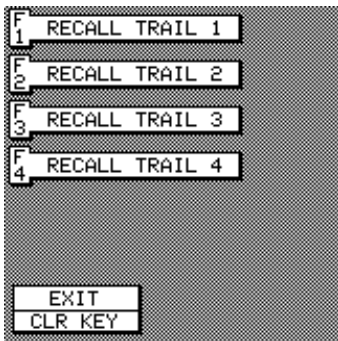 F1 RECALL TRAIL 1
F2 RECALL TRAIL 2
F3 RECALL TRAIL 3
F4 RECALL TRAIL 4
EXIT
CLR KEY